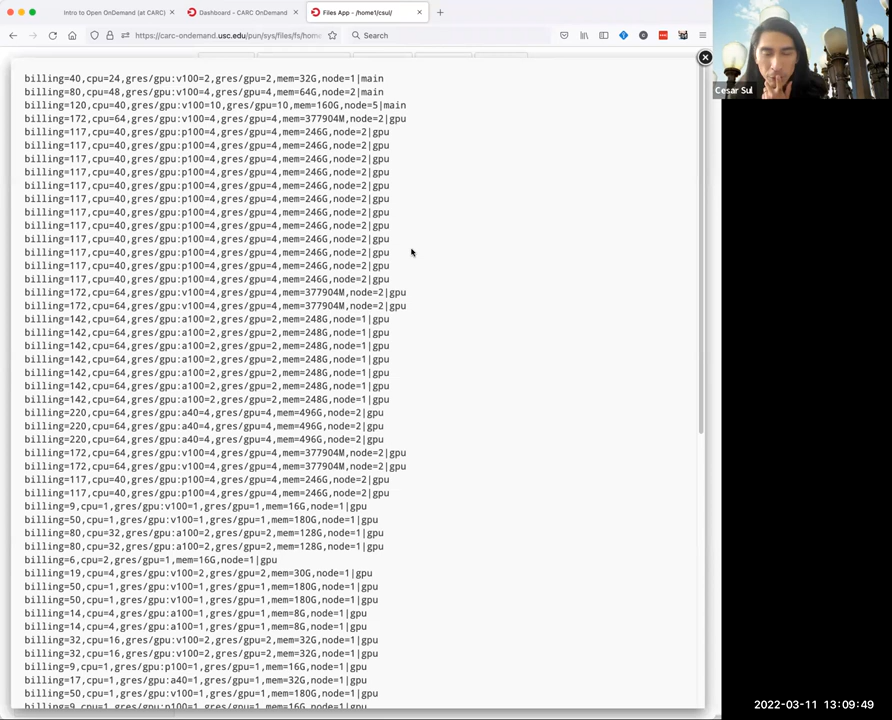 Intro to Open OnDemand (at CARC)
Dashboard - CARC OnDemand
Files App - /home1/csul/
https://carc-ondemand.usc.edu/pun/sys/files/fs/home
Search
billing=40,cpu=24,gres/gpu:v100=2,gres/gpu=2,mem=32G,node=1|main
billing=80,cpu=48,gres/gpu:v100=4,gres/gpu=4,mem=64G,node=2|main
billing=120,cpu=40,gres/gpu:v100=10,gres/gpu=10,mem=160G,node=5|main
billing=172,cpu=64,gres/gpu:v100=4,gres/gpu=4,mem=377904M,node=2|gpu
billing=117,cpu=40,gres/gpu:p100=4,gres/gpu=4,mem=246G,node=2|gpu
billing=117,cpu=40,gres/gpu:p100=4,gres/gpu=4,mem=246G,node=2|gpu
billing=117,cpu=40,gres/gpu:p100=4,gres/gpu=4,mem=246G,node=2|gpu
billing=117,cpu=40,gres/gpu:p100=4,gres/gpu=4,mem=246G,node=2|gpu
billing=117,cpu=40,gres/gpu:p100=4,gres/gpu=4,mem=246G,node=2|gpu
billing=117,cpu=40,gres/gpu:p100=4,gres/gpu=4,mem=246G,node=2|gpu
billing=117,cpu=40,gres/gpu:p100=4,gres/gpu=4,mem=246G,node=2|gpu
billing=117,cpu=40,gres/gpu:p100=4,gres/gpu=4,mem=246G,node=2|gpu
billing=117,cpu=40,gres/gpu:p100=4,gres/gpu=4,mem=246G,node=2|gpu
billing=117,cpu=40,gres/gpu:p100=4,gres/gpu=4,mem=246G,node=2|gpu
billing=117,cpu=40,gres/gpu:p100=4,gres/gpu=4,mem=246G,node=2|gpu
billing=117,cpu=40,gres/gpu:p100=4,gres/gpu=4,mem=246G,node=2|gpu
billing=172,cpu=64,gres/gpu:v100=4,gres/gpu=4,mem=377904M,node=2|gpu
billing=172,cpu=64,gres/gpu:v100=4,gres/gpu=4,mem=377904M,node=2|gpu
billing=142,cpu=64,gres/gpu:a100=2,gres/gpu=2,mem=248G,node=1|gpu
billing=142,cpu=64,gres/gpu:a100=2,gres/gpu=2,mem=248G,node=1|gpu
billing=142,cpu=64,gres/gpu:a100=2,gres/gpu=2,mem=248G,node=1|gpu
billing=142,cpu=64,gres/gpu:a100=2,gres/gpu=2,mem=248G,node=1|gpu
billing=142,cpu=64,gres/gpu:a100=2,gres/gpu=2,mem=248G,node=1|gpu
billing=142,cpu=64,gres/gpu:a100=2,gres/gpu=2,mem=248G,node=1|gpu
billing=142,cpu=64,gres/gpu:a100=2,gres/gpu=2,mem=248G,node=1|gpu
billing=220,cpu=64,gres/gpu:a40=4,gres/gpu=4,mem=496G,node=2|gpu
billing=220,cpu=64,gres/gpu:a40=4,gres/gpu=4,mem=496G,node=2|gpu
billing=220,cpu=64,gres/gpu:a40=4,gres/gpu=4,mem=496G,node=2|gpu
billing=172,cpu=64,gres/gpu:v100=4,gres/gpu=4,mem=377904M,node=2|gpu
billing=172,cpu=64,gres/gpu:v100=4,gres/gpu=4,mem=377904M,node=2|gpu
billing=117,cpu=40,gres/gpu:p100=4,gres/gpu=4,mem=246G,node=2|gpu
billing=117,cpu=40,gres/gpu:p100=4,gres/gpu=4,mem=246G,node=2|gpu
billing=9,cpu=1,gres/gpu:v100=1,gres/gpu=1,mem=16G,node=1|gpu
billing=50,cpu=1,gres/gpu:v100=1,gres/gpu=1,mem=180G,node=1|gpu
billing=80,cpu=32,gres/gpu:a100=2,gres/gpu=2,mem=128G,node=1|gpu
billing=80,cpu=32,gres/gpu:a100=2,gres/gpu=2,mem=128G,node=1|gpu
billing=6,cpu=2,gres/gpu=1,mem=16G,node=1|gpu
billing=19,cpu=4,gres/gpu:v100=2,gres/gpu=2,mem=30G,node=1|gpu
billing=50,cpu=1,gres/gpu:v100=1,gres/gpu=1,mem=180G,node=1|gpu
billing=50,cpu=1,gres/gpu:v100=1,gres/gpu=1,mem=180G,node=1|gpu
billing=14,cpu=4,gres/gpu:a100=1,gres/gpu=1,mem=8G,node=1|gpu
billing=14,cpu=4,gres/gpu:a100=1,gres/gpu=1,mem=8G,node=1|gpu
billing=32,cpu=16,gres/gpu:v100=2,gres/gpu=2,mem=32G,node=1|gpu
billing=32,cpu=16,gres/gpu:v100=2,gres/gpu=2,mem=32G,node=1|gpu
billing=9,cpu=1,gres/gpu:p100=1,gres/gpu=1,mem=16G,node=1|gpu
billing=17,cpu=1,gres/gpu:a40=1,gres/gpu=1,mem=32G,node=1|gpu
billing=50,cpu=1,gres/gpu:v100=1,gres/gpu=1,mem=180G,node=1|gpu
billing=9,cpu=1,gres/gpu:p100=1,gres/gpu=1,mem=16G,node=1|gpu
Cesar Sul
2022-03-11 13:09:49